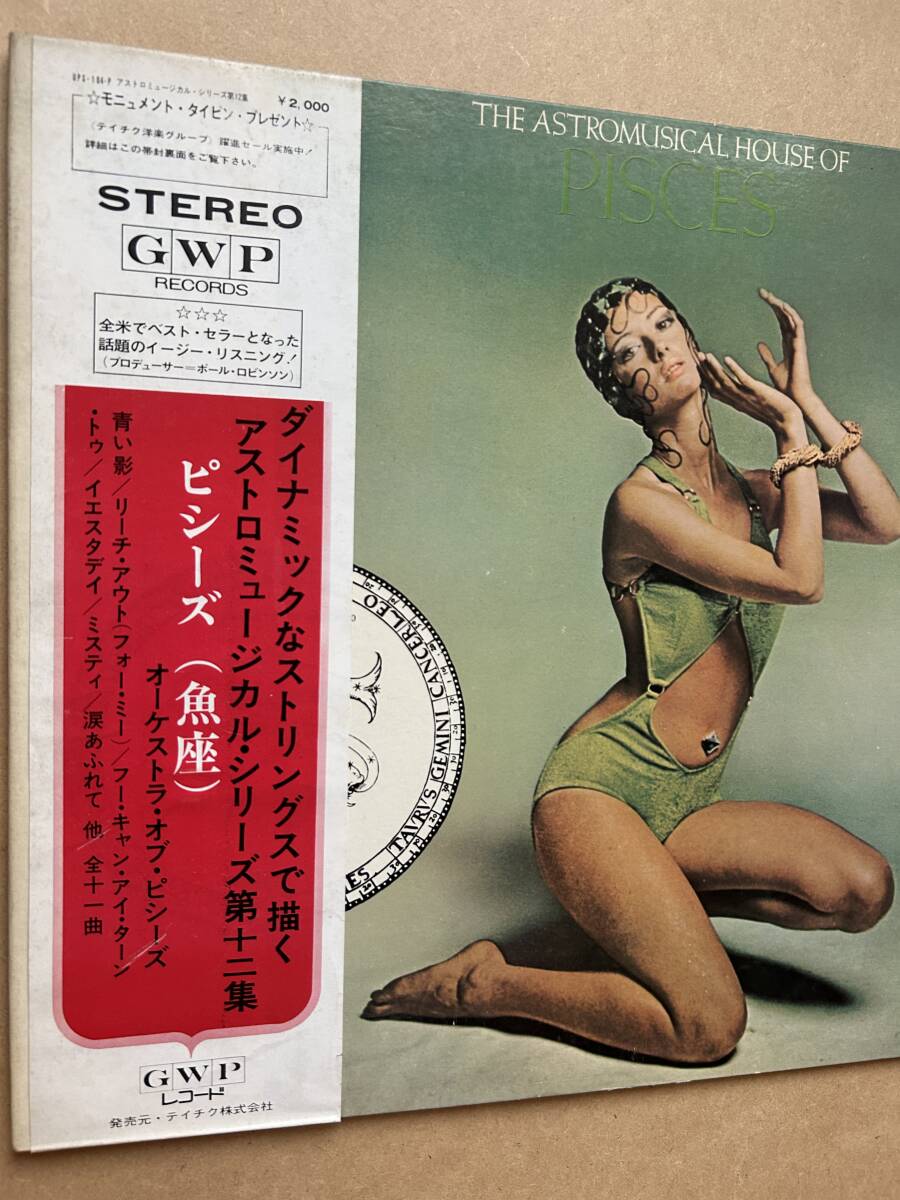 GPS-104-P アストロミュージカル・シリーズ第12集 ￥2,000
☆モニュメント・タイピン・プレゼント☆
〈テイチク洋楽グループ〉躍進セール実施中！
詳細はこの帯封裏面をご覧下さい。
STEREO
GWP
RECORDS
☆☆☆
全米でベスト・セラーとなった
話題のイージー・リスニング！
（プロデューサー＝ポール・ロビンソン）
ダイナミックなストリングスで描く
アストロミュージカル・シリーズ第十二集
ピシーズ（魚座）
オーケストラ・オブ・ピシーズ
青い影／リーチ・アウト（フォー・ミー）／フー・キャン・アイ・ターン
・トゥ／イエスタデイ／ミスティ／涙あふれて 他 全十一曲
GWP
レコード
発売元・テイチク株式会社
THE ASTROMUSICAL HOUSE OF
PISCES
LEO
CANCER
GEMINI
TAVRVS